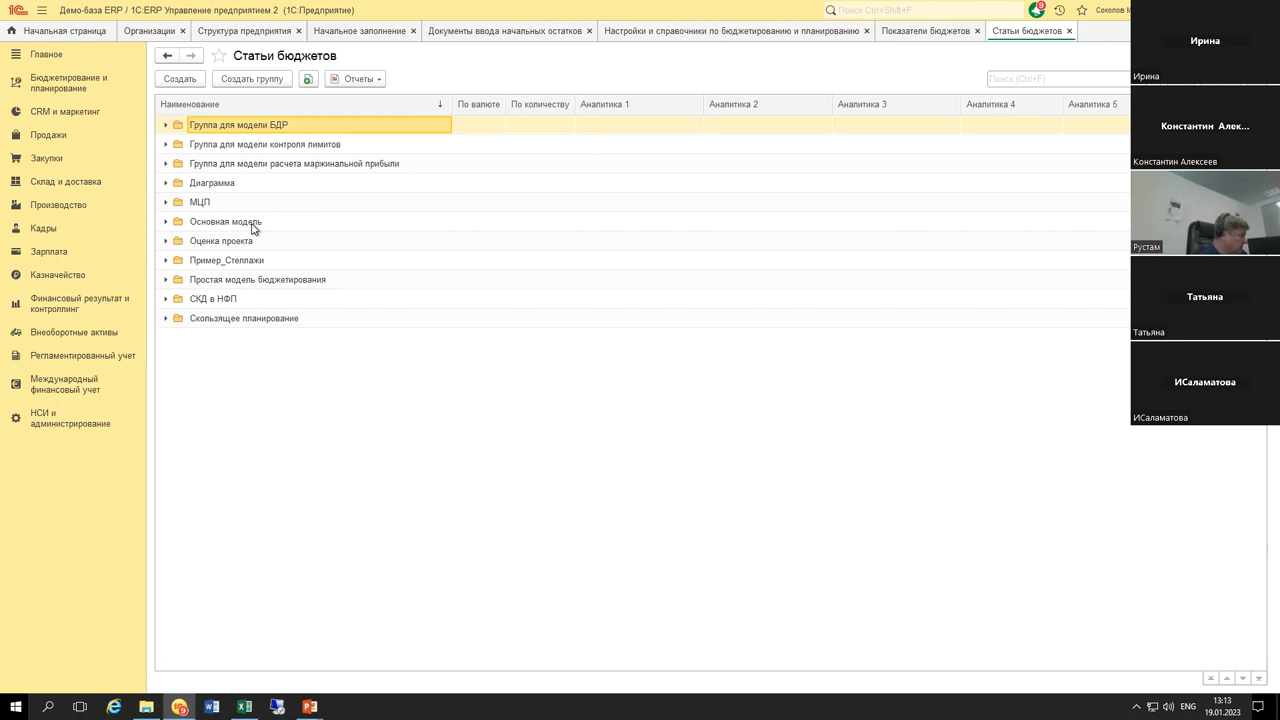 1С Демо-база ERP / 1С:ERP Управление предприятием 2 (1С:Предприятие)
Поиск Ctrl+Shift+F
9
Соколов М
Начальная страница
Организации ×
Структура предприятия ×
Начальное заполнение ×
Документы ввода начальных остатков ×
Настройки и справочники по бюджетированию и планированию ×
Показатели бюджетов ×
Статьи бюджетов ×
Главное
Бюджетирование и
планирование
CRM и маркетинг
Продажи
Закупки
Склад и доставка
Производство
Кадры
Зарплата
Казначейство
Финансовый результат и
контроллинг
Внеоборотные активы
Регламентированный учет
Международный
финансовый учет
НСИ и
администрирование
Статьи бюджетов
Создать
Создать группу
Отчеты
Поиск (Ctrl+F)
Наименование
По валюте
По количеству
Аналитика 1
Аналитика 2
Аналитика 3
Аналитика 4
Аналитика 5
Группа для модели БДР
Группа для модели контроля лимитов
Группа для модели расчета маржинальной прибыли
Диаграмма
МЦП
Основная модель
Оценка проекта
Пример_Стеллажи
Простая модель бюджетирования
СКД в НФП
Скользящее планирование
Ирина
Ирина
Константин Алек...
Константин Алексеев
Рустам
Татьяна
Татьяна
ИСаламатова
ИСаламатова
ENG
13:13
19.01.2023